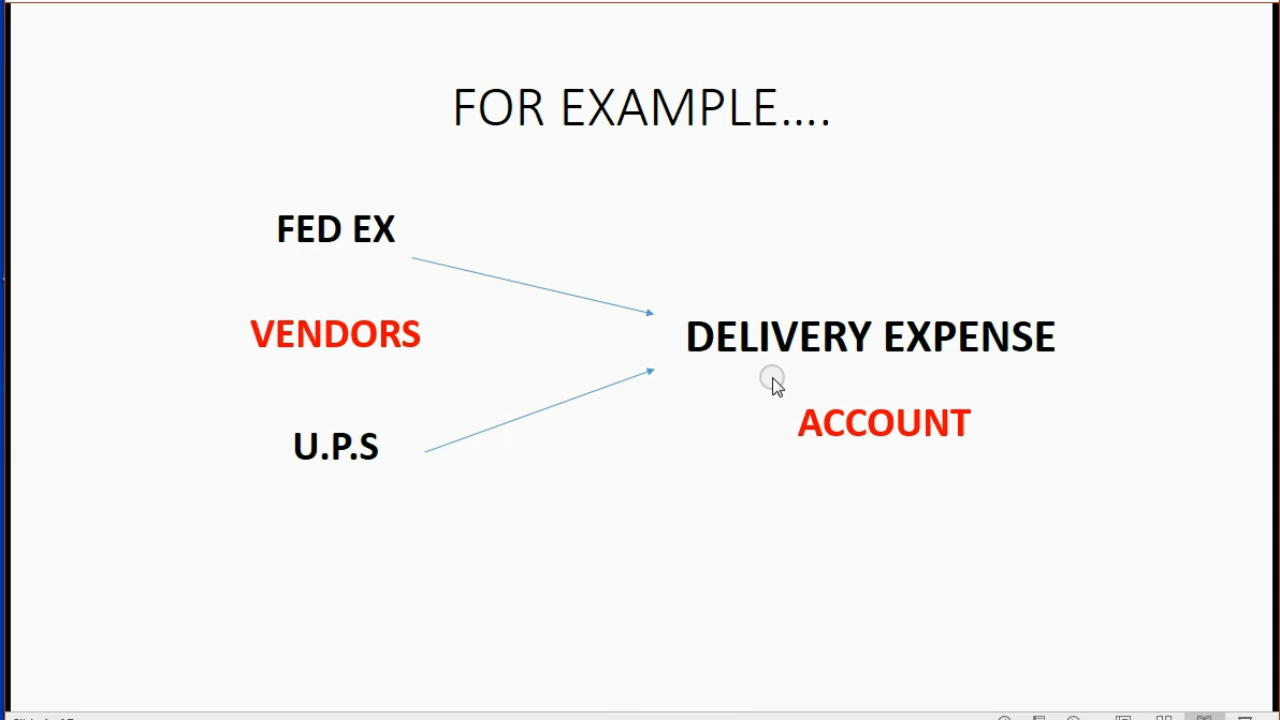 FOR EXAMPLE....
FED EX
VENDORS
DELIVERY EXPENSE
ACCOUNT
U.P.S